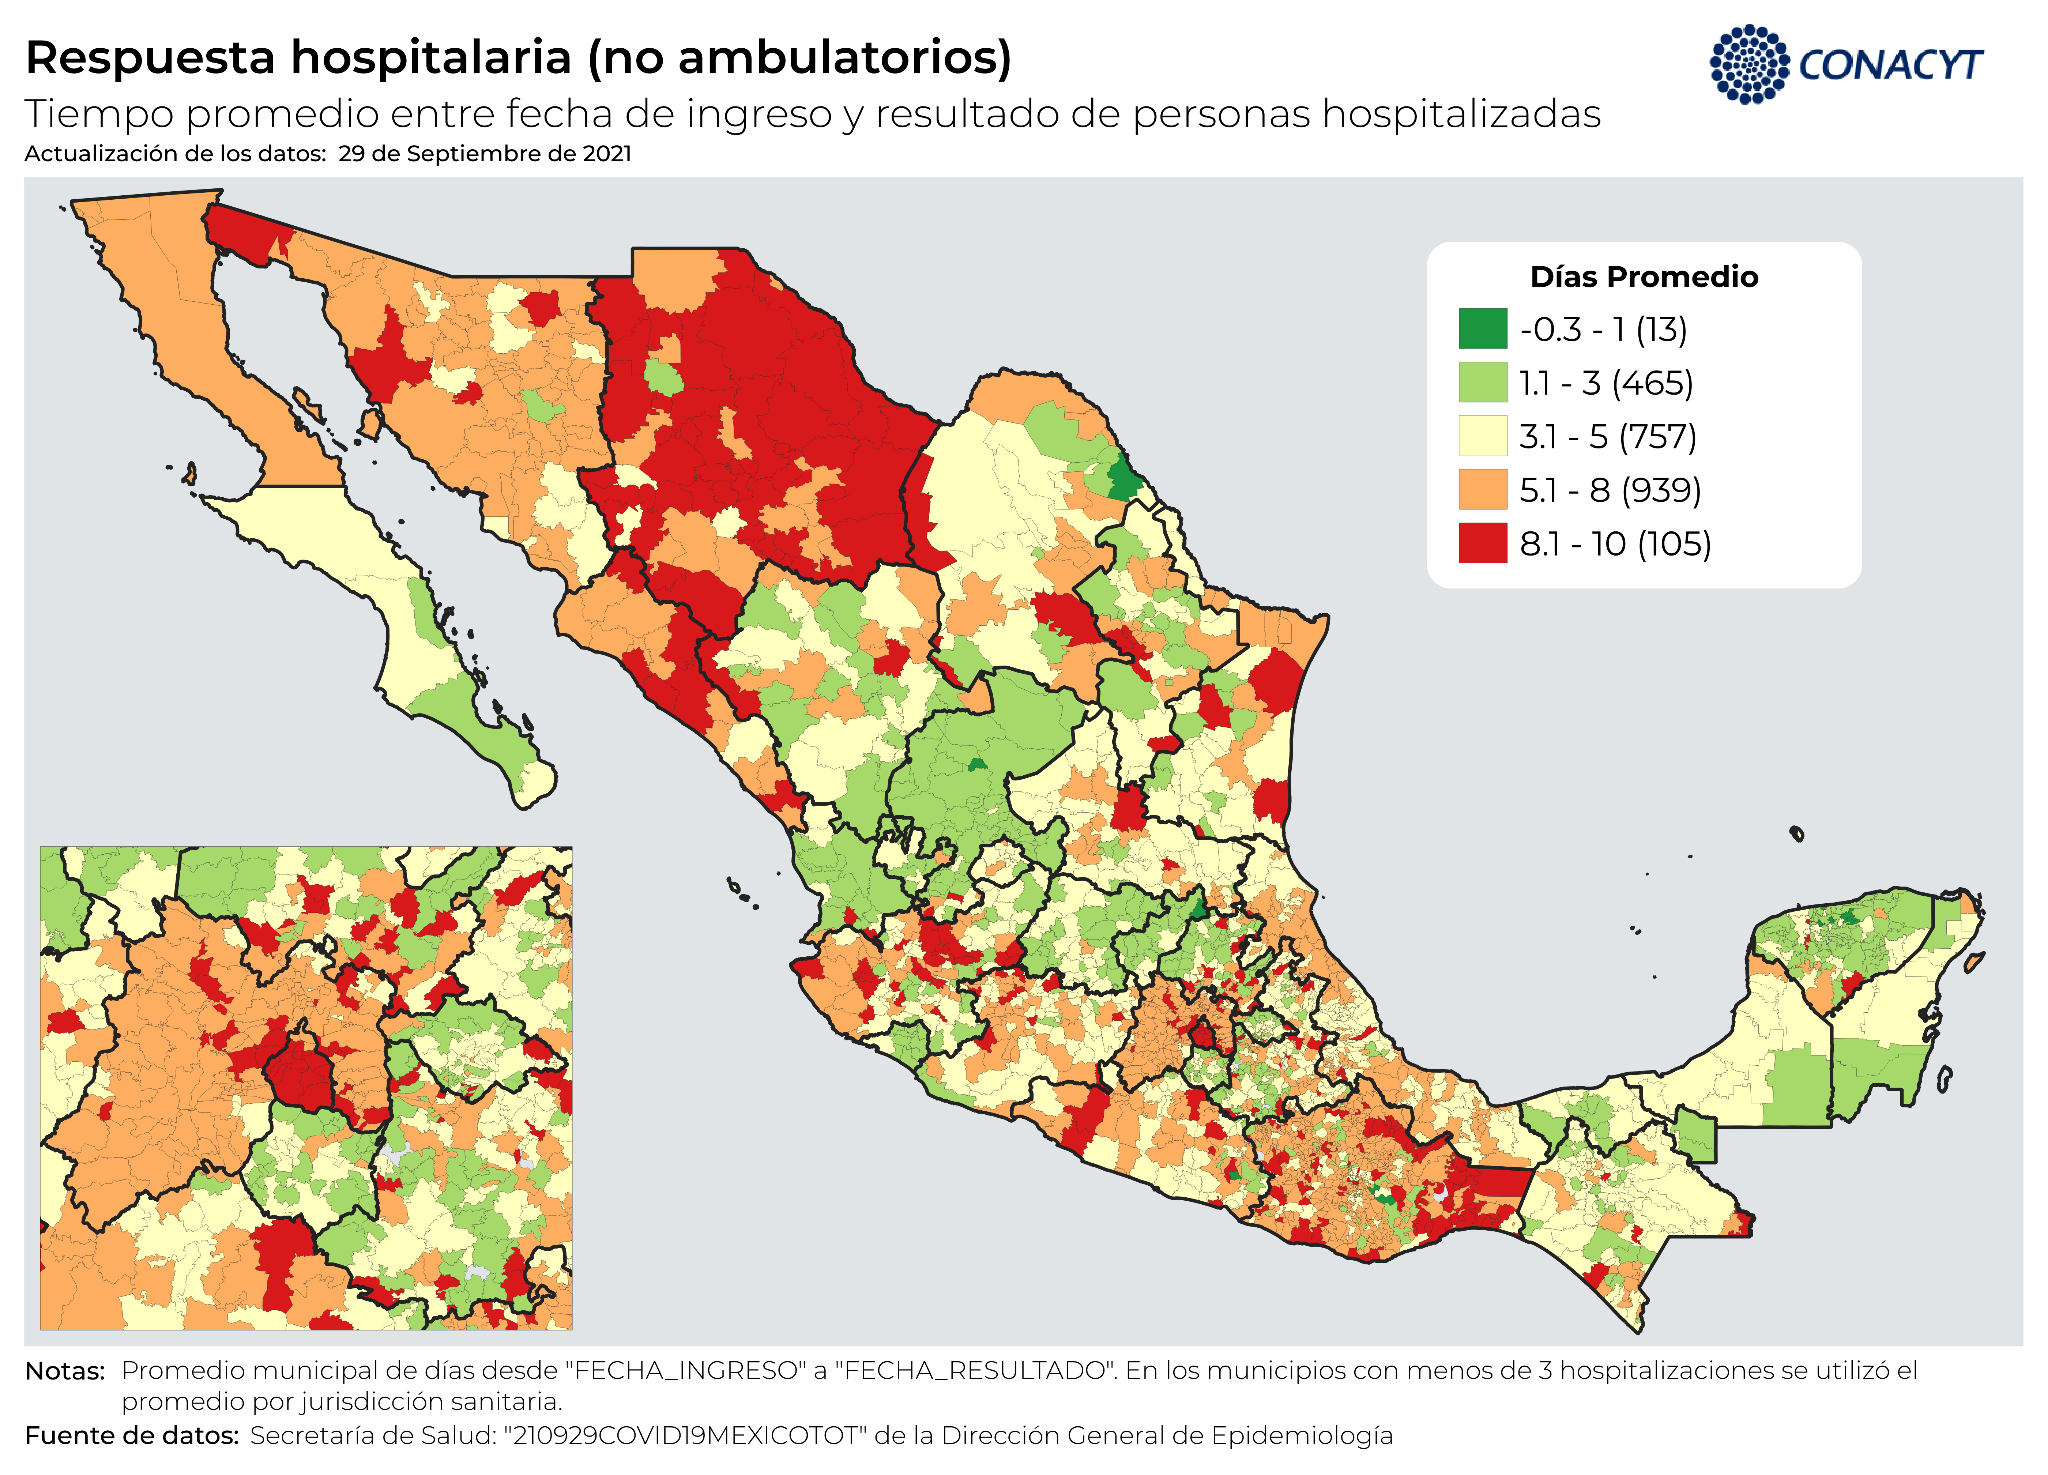 Respuesta hospitalaria (no ambulatorios)
CONACYT
Tiempo promedio entre fecha de ingreso y resultado de personas hospitalizadas
Actualización de los datos: 29 de Septiembre de 2021
Días Promedio
-0.3 - 1 (13)
1.1 - 3 (465)
3.1 - 5 (757)
5.1 - 8 (939)
8.1 - 10 (105)
Notas: Promedio municipal de días desde "FECHA_INGRESO" a "FECHA_RESULTADO". En los municipios con menos de 3 hospitalizaciones se utilizó el
promedio por jurisdicción sanitaria.
Fuente de datos: Secretaría de Salud: "210929COVID19MEXICOTOT" de la Dirección General de Epidemiología